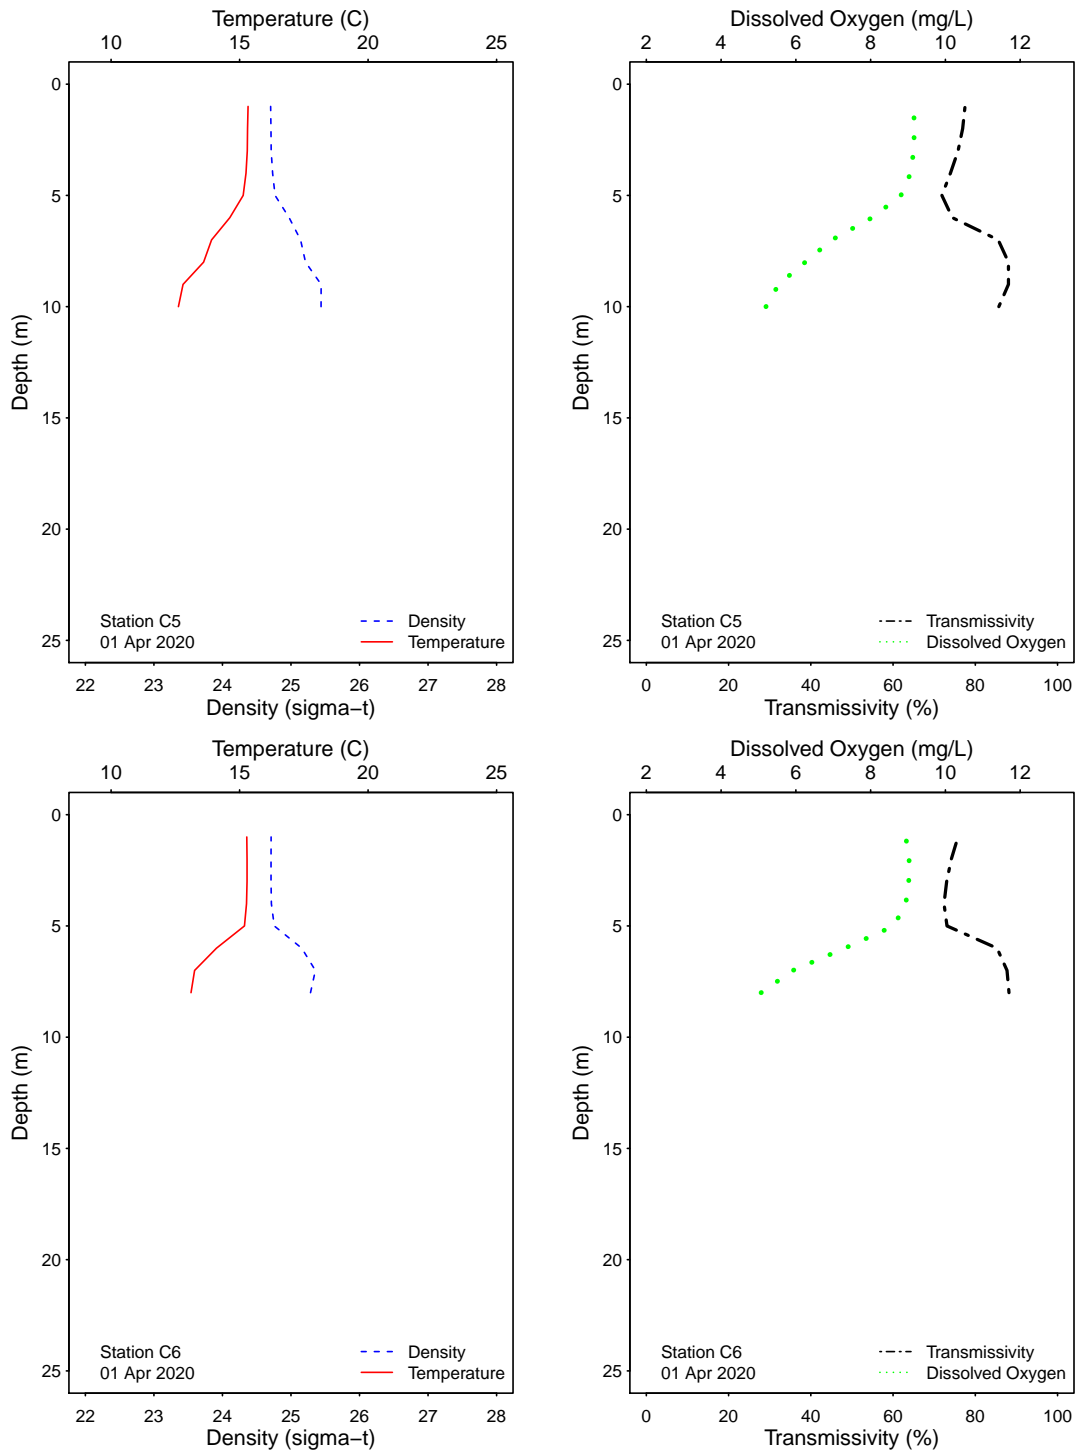 Temperature (C)
10 15 20 25
0
5
10
15
20
25
Depth (m)
Station C5
01 Apr 2020
Density
Temperature
22 23 24 25 26 27 28
Density (sigma−t)
Dissolved Oxygen (mg/L)
2 4 6 8 10 12
0
5
10
15
20
25
Depth (m)
Station C5
01 Apr 2020
Transmissivity
Dissolved Oxygen
0 20 40 60 80 100
Transmissivity (%)
Temperature (C)
10 15 20 25
0
5
10
15
20
25
Depth (m)
Station C6
01 Apr 2020
Density
Temperature
22 23 24 25 26 27 28
Density (sigma−t)
Dissolved Oxygen (mg/L)
2 4 6 8 10 12
0
5
10
15
20
25
Depth (m)
Station C6
01 Apr 2020
Transmissivity
Dissolved Oxygen
0 20 40 60 80 100
Transmissivity (%)